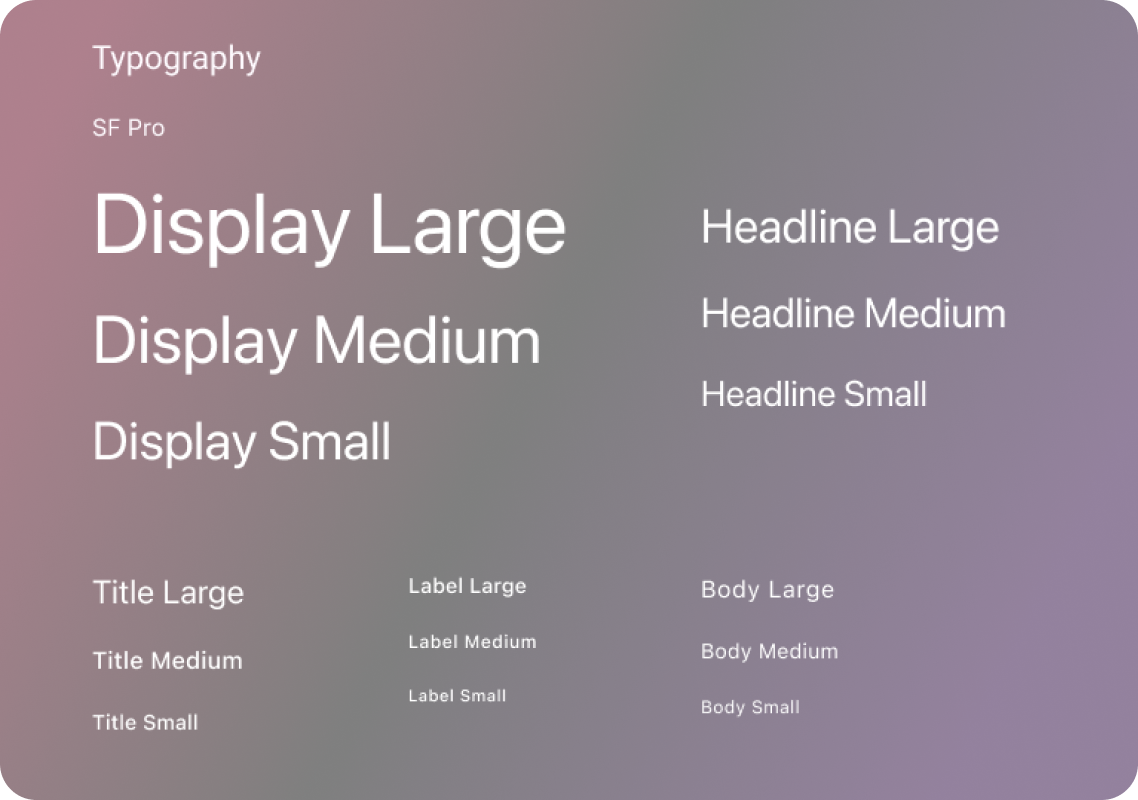 Typography
SF Pro
Display Large
Display Medium
Display Small
Headline Large
Headline Medium
Headline Small
Title Large
Title Medium
Title Small
Label Large
Label Medium
Label Small
Body Large
Body Medium
Body Small